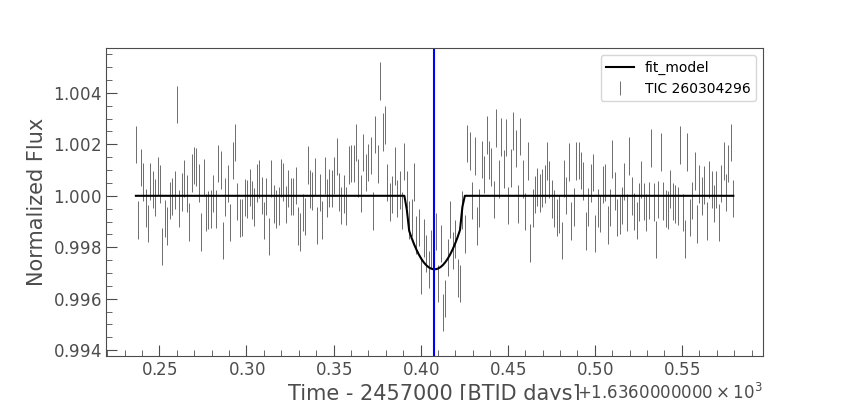 fit_model
TIC 260304296
1.004
1.002
1.000
0.998
0.996
0.994
Normalized Flux
0.25 0.30 0.35 0.40 0.45 0.50 0.55
Time - 2457000 [BTJD days]
+1.6360000000 × 10³